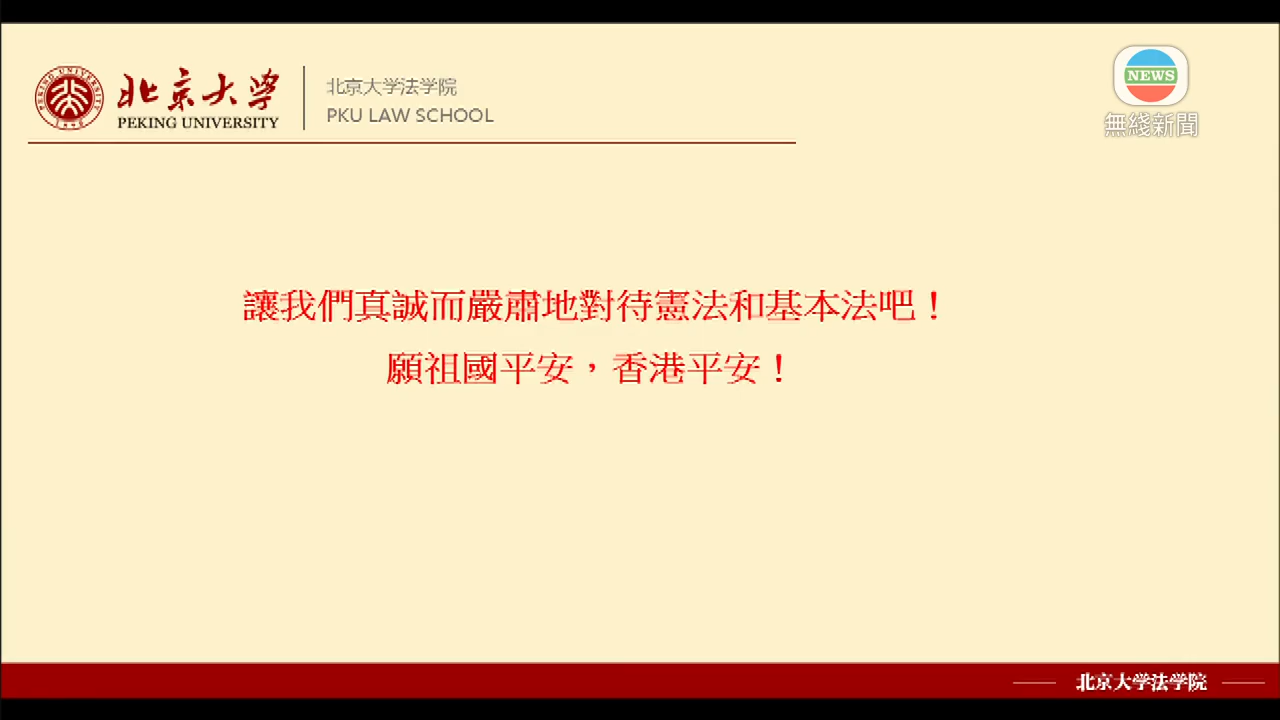 北京大学
PEKING UNIVERSITY
北京大学法学院
PKU LAW SCHOOL
NEWS
無綫新聞
讓我們真誠而嚴肅地對待憲法和基本法吧！
願祖國平安，香港平安！
北京大学法学院